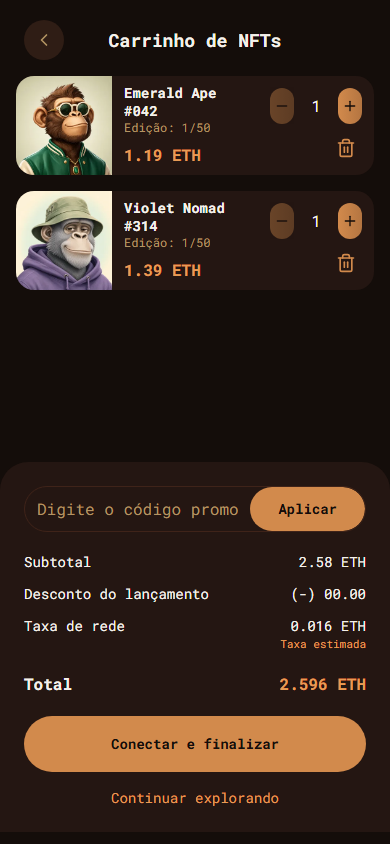 Carrinho de NFTs
Emerald Ape
#042
Edição: 1/50
1.19 ETH
− 1 +
Violet Nomad
#314
Edição: 1/50
1.39 ETH
− 1 +
Digite o código promo
Aplicar
Subtotal 2.58 ETH
Desconto do lançamento (-) 00.00
Taxa de rede 0.016 ETH
Taxa estimada
Total 2.596 ETH
Conectar e finalizar
Continuar explorando